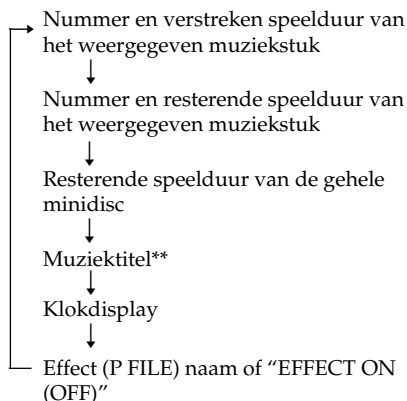 Nummer en verstreken speelduur van
het weergegeven muziekstuk
Nummer en resterende speelduur van
het weergegeven muziekstuk
Resterende speelduur van de gehele
minidisc
Muziektitel**
Klokdisplay
Effect (P FILE) naam of “EFFECT ON
(OFF)”